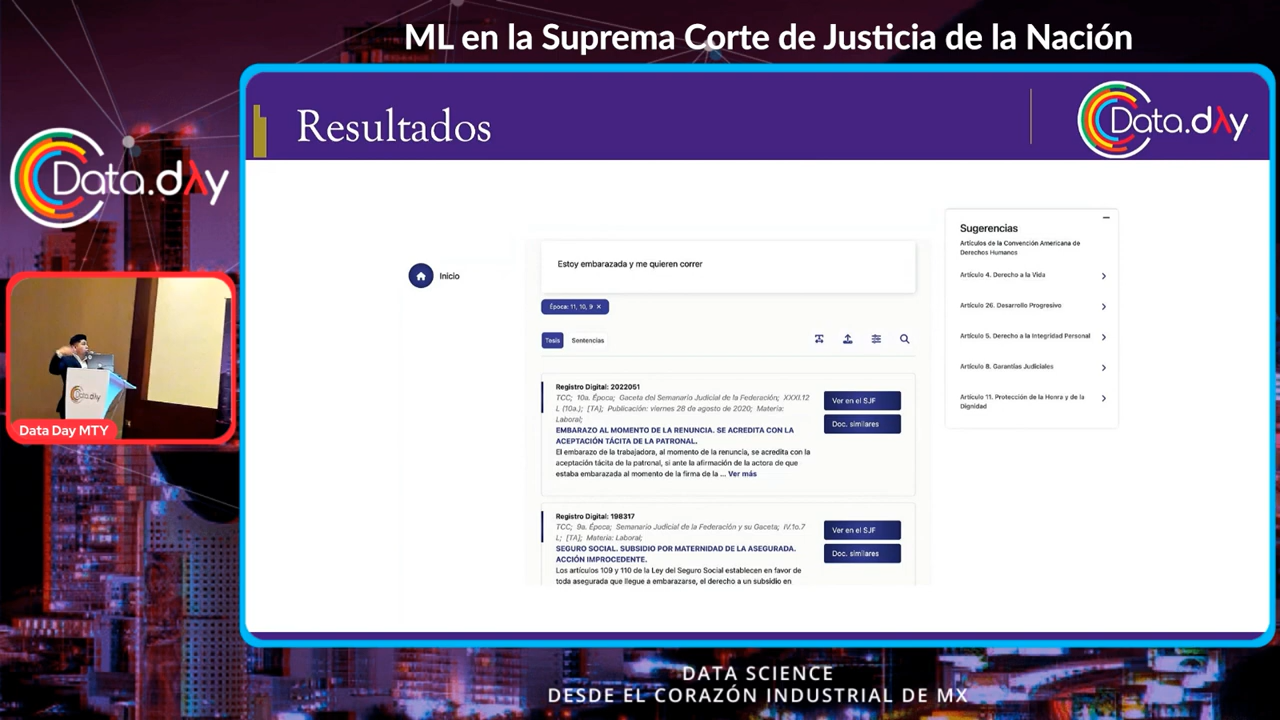 ML en la Suprema Corte de Justicia de la Nación
Data.dλy
Resultados
Data.dλy
Data Day MTY
Inicio
Estoy embarazada y me quieren correr
Época: 11, 10, 9 ×
Tesis
Sentencias
Registro Digital: 2022051
TCC; 10a. Época; Gaceta del Semanario Judicial de la Federación; XXXI.12
L (10a.); [TA]; Publicación: viernes 28 de agosto de 2020; Materia:
Laboral;
EMBARAZO AL MOMENTO DE LA RENUNCIA. SE ACREDITA CON LA
ACEPTACIÓN TÁCITA DE LA PATRONAL.
El embarazo de la trabajadora, al momento de la renuncia, se acredita con la
aceptación tácita de la patronal, si ante la afirmación de la actora de que
estaba embarazada al momento de la firma de la ... Ver más
Ver en el SJF
Doc. similares
Registro Digital: 198317
TCC; 9a. Época; Semanario Judicial de la Federación y su Gaceta; IV.1o.7
L; [TA]; Materia: Laboral;
SEGURO SOCIAL. SUBSIDIO POR MATERNIDAD DE LA ASEGURADA.
ACCIÓN IMPROCEDENTE.
Los artículos 109 y 110 de la Ley del Seguro Social establecen en favor de
toda asegurada que llegue a embarazarse, el derecho a un subsidio en
Ver en el SJF
Doc. similares
Sugerencias
Artículos de la Convención Americana de
Derechos Humanos
Artículo 4. Derecho a la Vida
Artículo 26. Desarrollo Progresivo
Artículo 5. Derecho a la Integridad Personal
Artículo 8. Garantías Judiciales
Artículo 11. Protección de la Honra y de la
Dignidad
DATA SCIENCE
DESDE EL CORAZÓN INDUSTRIAL DE MX